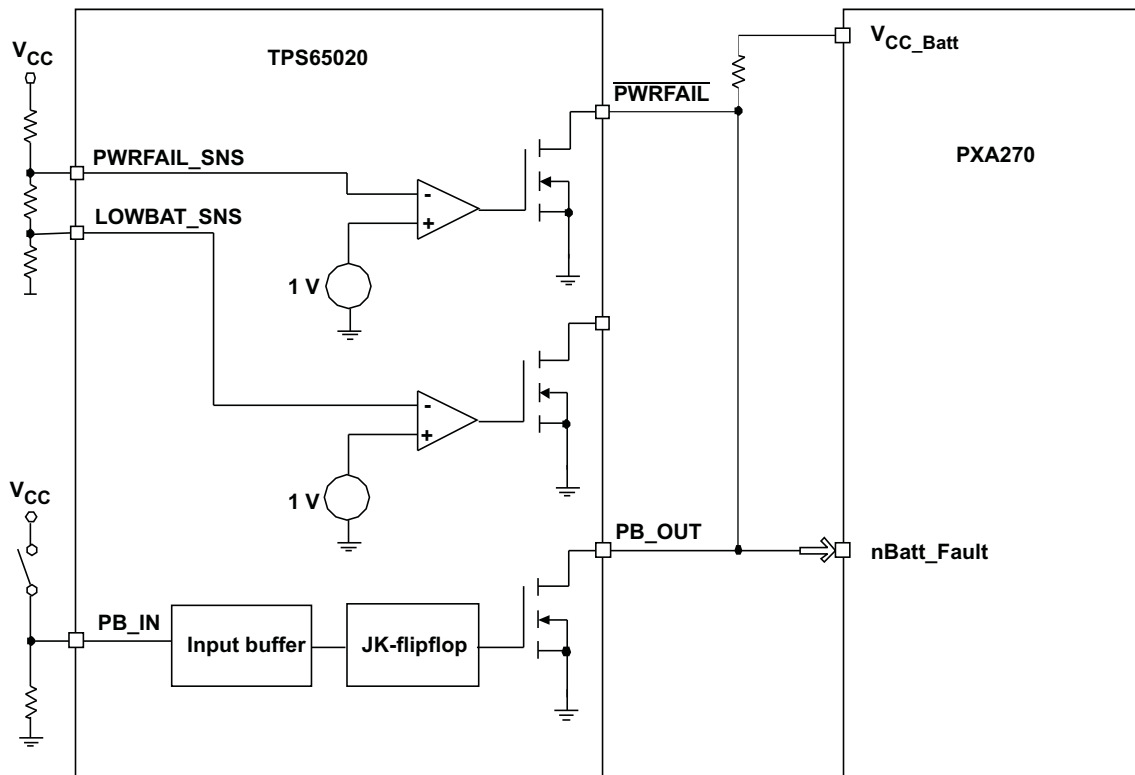 V_CC
TPS65020
PWRFAIL
V_CC_Batt
PXA270
PWRFAIL_SNS
LOWBAT_SNS
-
+
1 V
-
+
1 V
V_CC
PB_OUT
nBatt_Fault
PB_IN
Input buffer
JK-flipflop